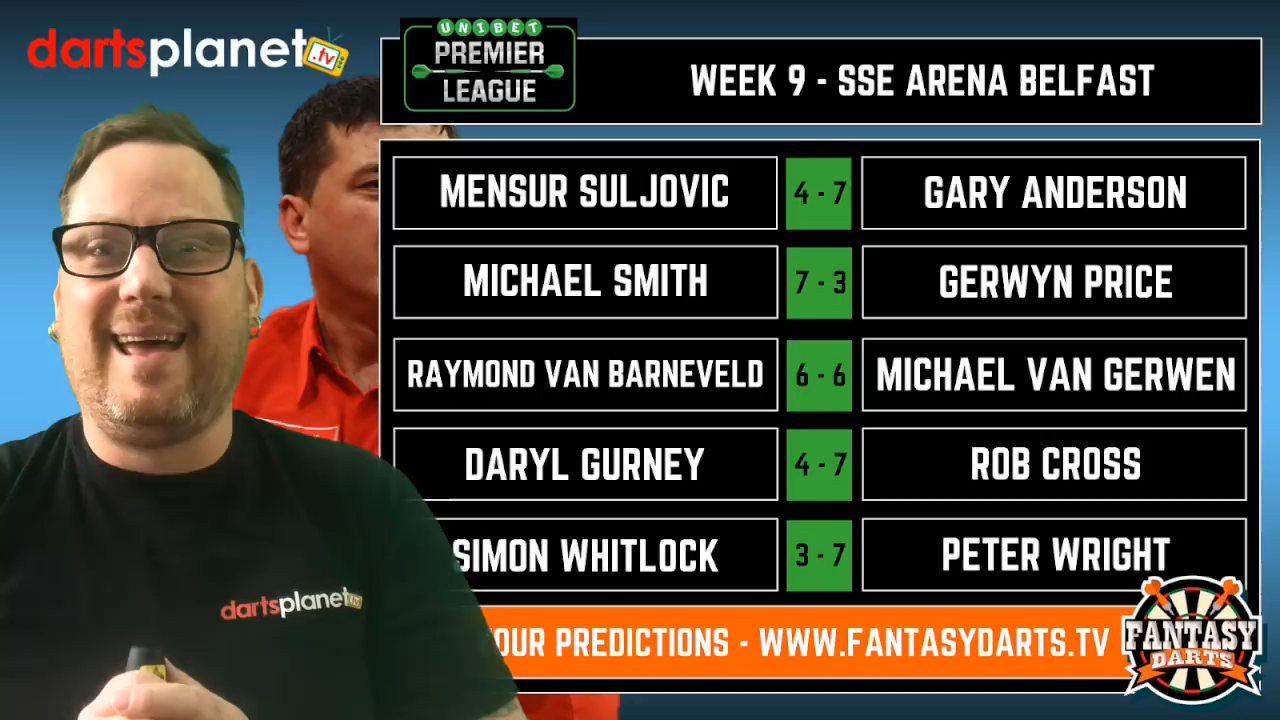 dartsplanet.tv
UNIBET
PREMIER
LEAGUE
WEEK 9 - SSE ARENA BELFAST
MENSUR SULJOVIC 4 - 7 GARY ANDERSON
MICHAEL SMITH 7 - 3 GERWYN PRICE
RAYMOND VAN BARNEVELD 6 - 6 MICHAEL VAN GERWEN
DARYL GURNEY 4 - 7 ROB CROSS
SIMON WHITLOCK 3 - 7 PETER WRIGHT
dartsplanet
OUR PREDICTIONS - WWW.FANTASYDARTS.TV
FANTASY
DARTS